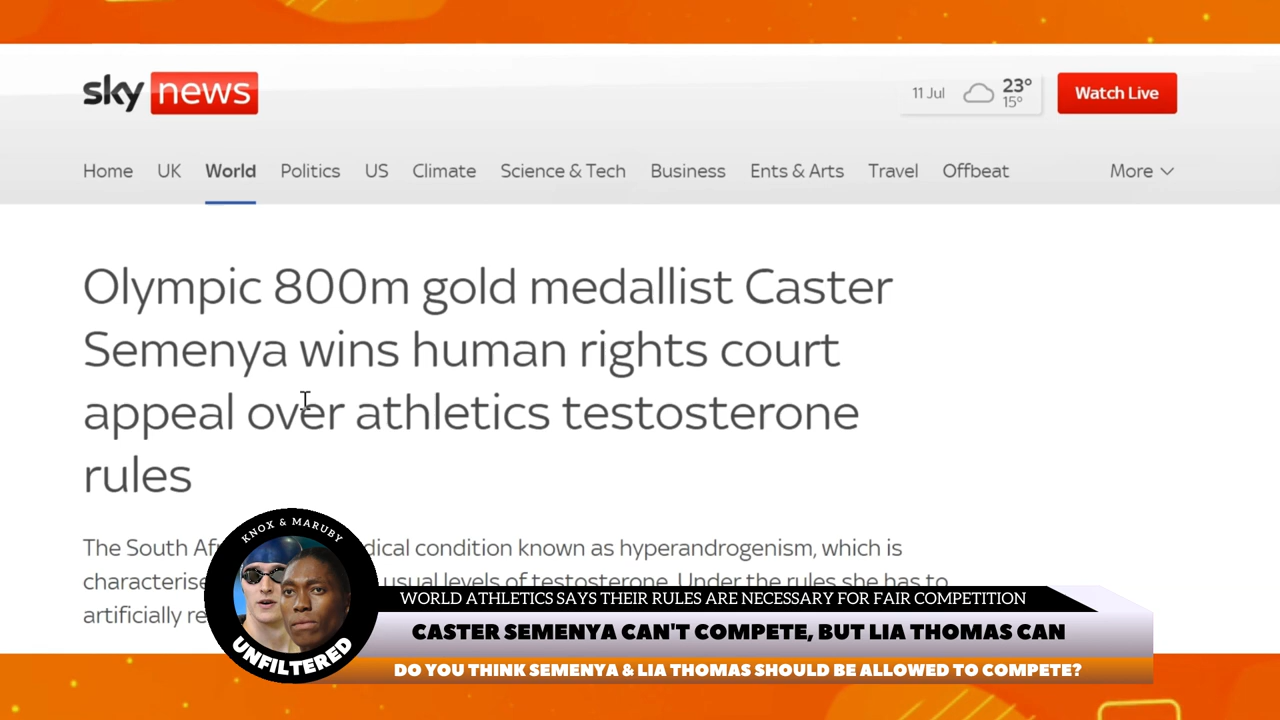 sky news
11 Jul 23° 15° Watch Live
Home UK World Politics US Climate Science & Tech Business Ents & Arts Travel Offbeat More
Olympic 800m gold medallist Caster
Semenya wins human rights court
appeal over athletics testosterone
rules
The South condition known as hyperandrogenism, which is
usual levels of testosterone. Under the rules she has to
artificially
KNOX & MARUBY
UNFILTERED
WORLD ATHLETICS SAYS THEIR RULES ARE NECESSARY FOR FAIR COMPETITION
CASTER SEMENYA CAN'T COMPETE, BUT LIA THOMAS CAN
DO YOU THINK SEMENYA & LIA THOMAS SHOULD BE ALLOWED TO COMPETE?